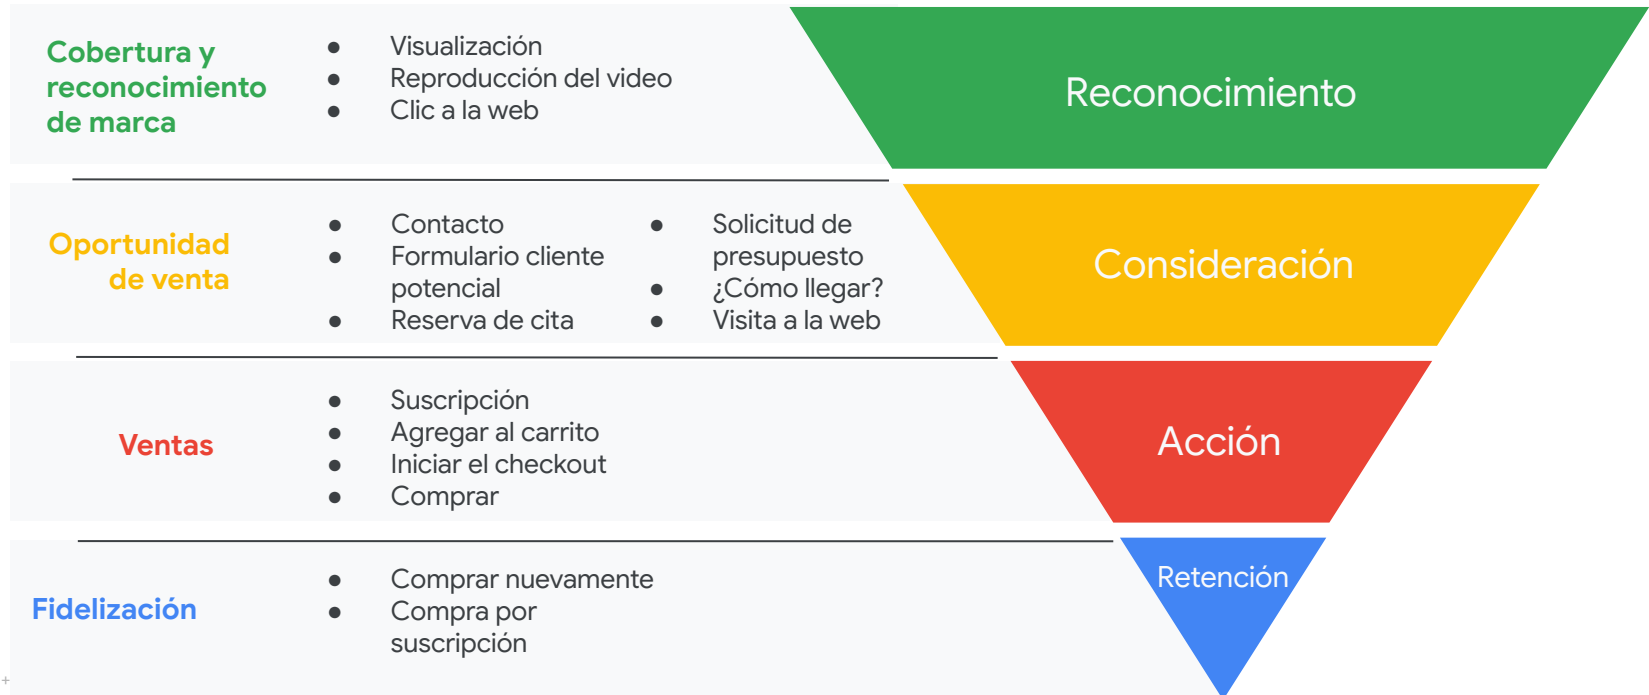 Cobertura y
reconocimiento
de marca
● Visualización
● Reproducción del video
● Clic a la web
Reconocimiento
Oportunidad
de venta
● Contacto
● Formulario cliente
potencial
● Reserva de cita
● Solicitud de
presupuesto
● ¿Cómo llegar?
● Visita a la web
Consideración
Ventas
● Suscripción
● Agregar al carrito
● Iniciar el checkout
● Comprar
Acción
Fidelización
● Comprar nuevamente
● Compra por
suscripción
Retención
+